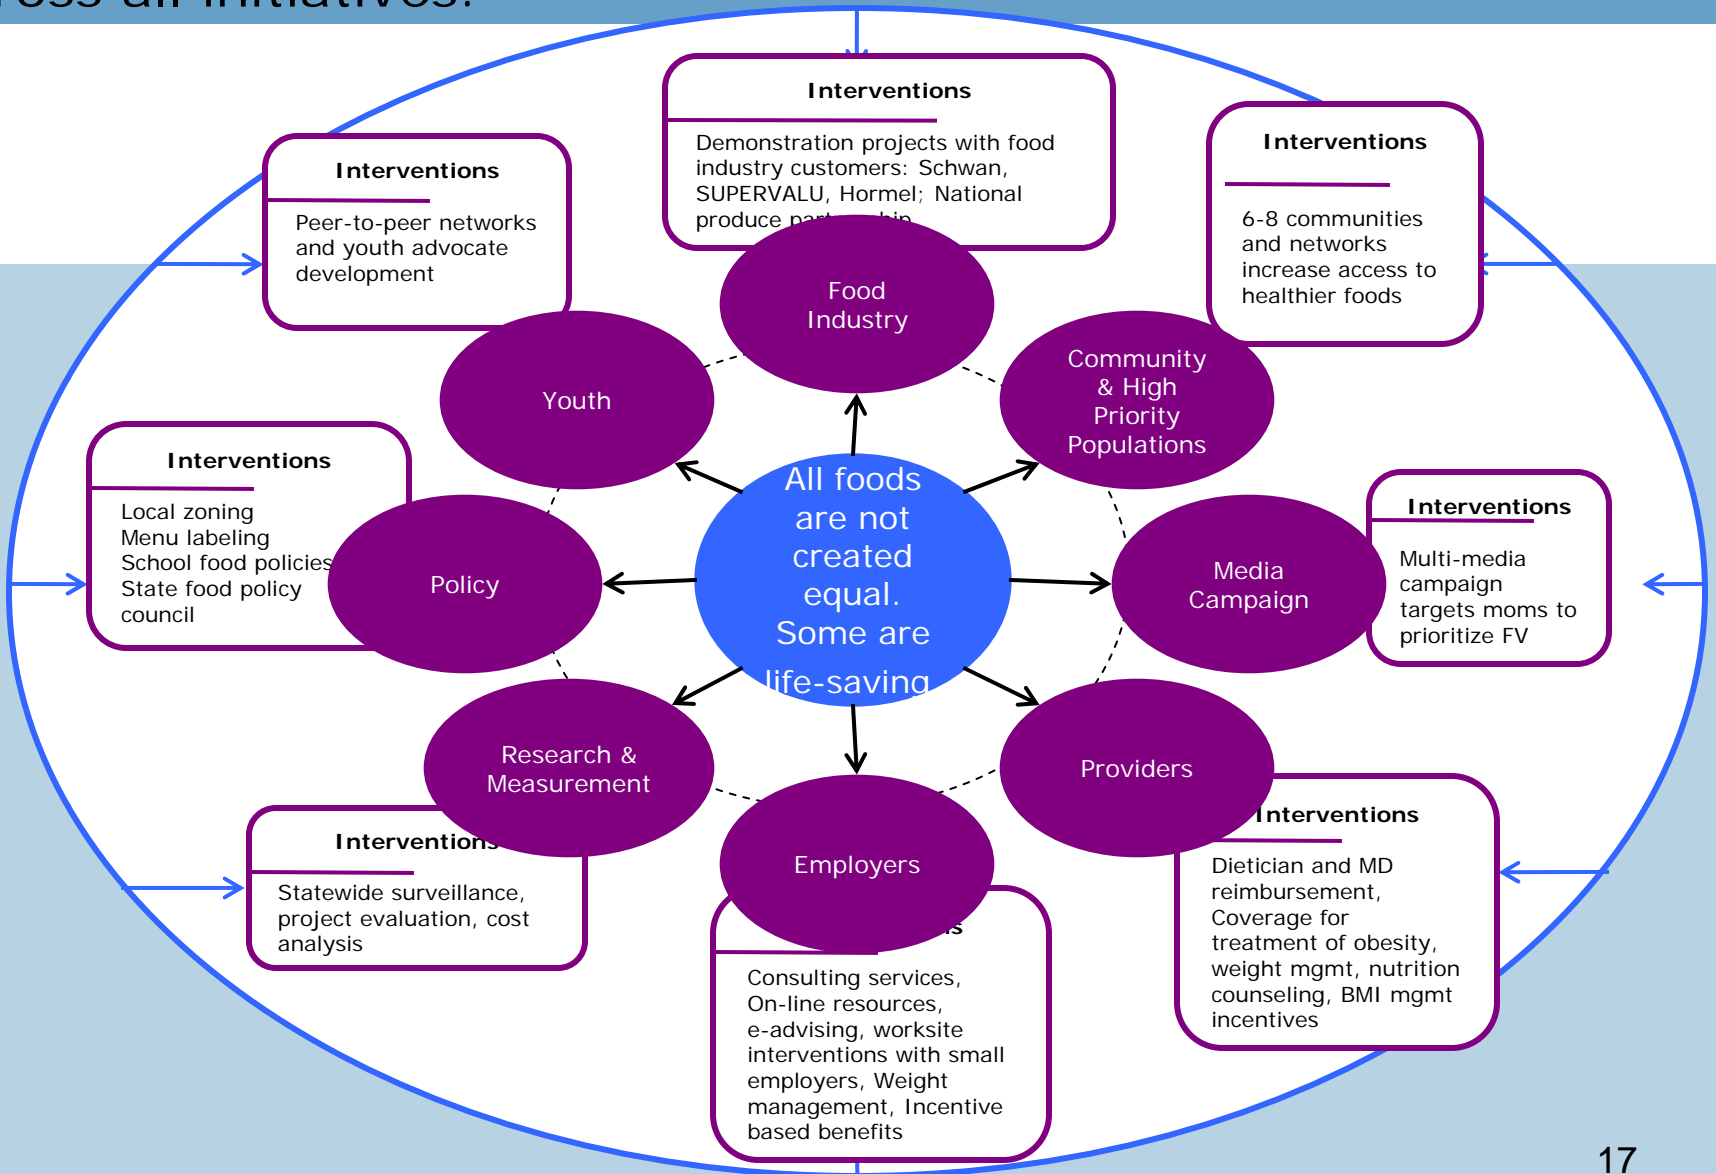 all initiatives.
Interventions
Demonstration projects with food
industry customers: Schwan,
SUPERVALU, Hormel; National
produce
Food
Industry
Interventions
6-8 communities
and networks
increase access to
healthier foods
Community
& High
Priority
Populations
Interventions
Multi-media
campaign
targets moms to
prioritize FV
Media
Campaign
Interventions
Dietician and MD
reimbursement,
Coverage for
treatment of obesity,
weight mgmt, nutrition
counseling, BMI mgmt
incentives
Providers
Employers
Consulting services,
On-line resources,
e-advising, worksite
interventions with small
employers, Weight
management, Incentive
based benefits
Research &
Measurement
Interventions
Statewide surveillance,
project evaluation, cost
analysis
Policy
Interventions
Local zoning
Menu labeling
School food policies
State food policy
council
Youth
Interventions
Peer-to-peer networks
and youth advocate
development
All foods
are not
created
equal.
Some are
life-saving
17